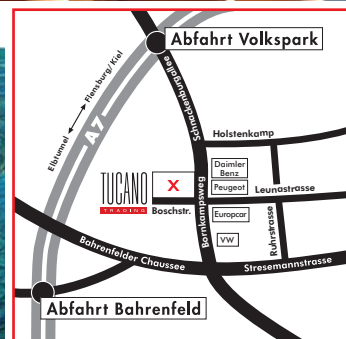 Abfahrt Volkspark
Elbtunnel
Flensburg/Kiel
A7
Schnackenburgallee
Holstenkamp
Daimler
Benz
Peugeot
Leunastrasse
TUCANO
TRADING
X
Boschstr.
Bornkampsweg
Europcar
Ruhrstrasse
VW
Bahrenfelder Chaussee
Stresemannstrasse
Abfahrt Bahrenfeld